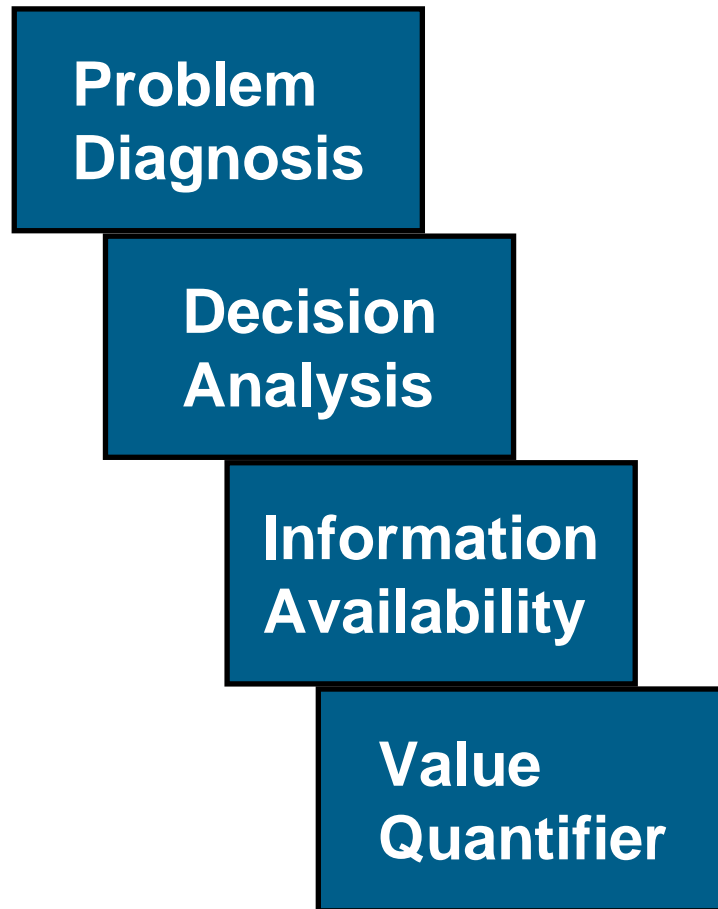 Problem
Diagnosis
Decision
Analysis
Information
Availability
Value
Quantifier